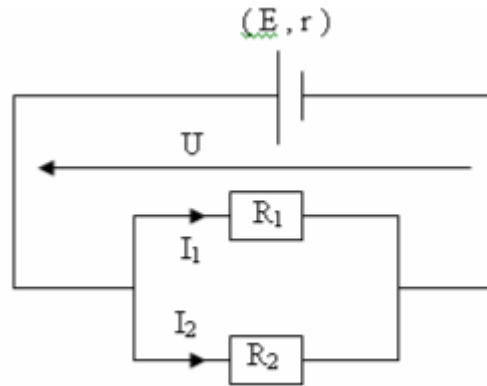 (E , r)
U
R₁
I₁
I₂
R₂